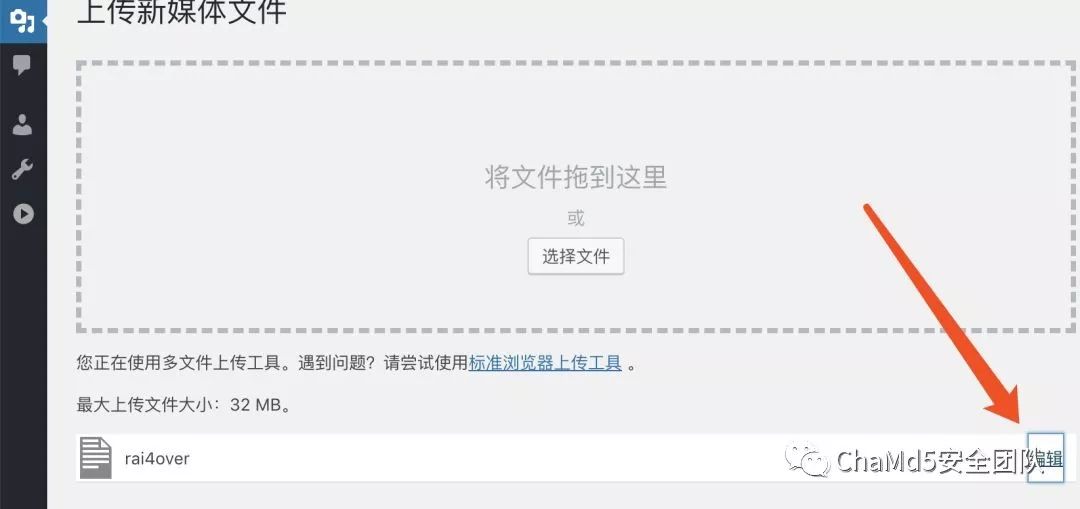 上传新媒体文件
将文件拖到这里
或
选择文件
您正在使用多文件上传工具。遇到问题？请尝试使用标准浏览器上传工具 。
最大上传文件大小：32 MB。
rai4over
ChaMd5安全团队
编辑